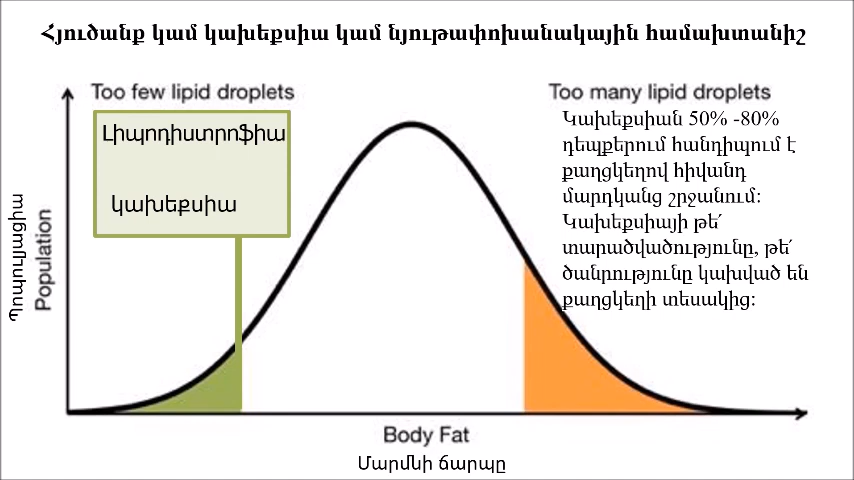 Հյուծանք կամ կախեքսիա կամ նյութափոխանակային համախտանիշ
Too few lipid droplets
Լիպոդիստրոֆիա
կախեքսիա
Too many lipid droplets
Կախեքսիան 50% -80%
դեպքերում հանդիպում է
քաղցկեղով հիվանդ
մարդկանց շրջանում:
Կախեքսիայի թե՛
տարածվածությունը, թե՛
ծանրությունը կախված են
քաղցկեղի տեսակից:
Պոպուլյացիա
Population
Body Fat
Մարմնի ճարպը